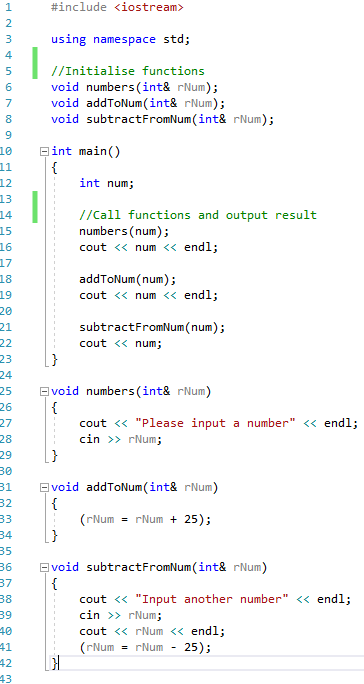 1 #include <iostream>
2
3 using namespace std;
4
5 //Initialise functions
6 void numbers(int& rNum);
7 void addToNum(int& rNum);
8 void subtractFromNum(int& rNum);
9
10 int main()
11 {
12 int num;
13
14 //Call functions and output result
15 numbers(num);
16 cout << num << endl;
17
18 addToNum(num);
19 cout << num << endl;
20
21 subtractFromNum(num);
22 cout << num;
23 }
24
25 void numbers(int& rNum)
26 {
27 cout << "Please input a number" << endl;
28 cin >> rNum;
29 }
30
31 void addToNum(int& rNum)
32 {
33 (rNum = rNum + 25);
34 }
35
36 void subtractFromNum(int& rNum)
37 {
38 cout << "Input another number" << endl;
39 cin >> rNum;
40 cout << rNum << endl;
41 (rNum = rNum - 25);
42 }
43